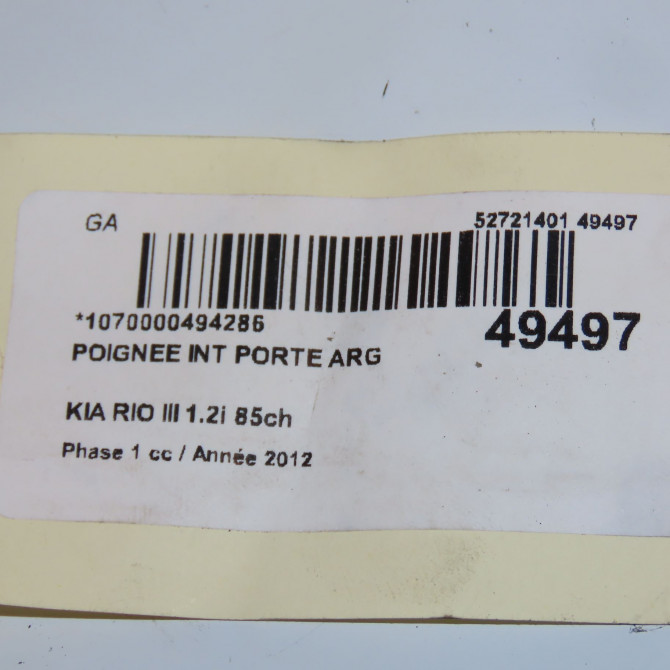 GA 52721401 49497
*1070000494286 49497
POIGNEE INT PORTE ARG
KIA RIO III 1.2i 85ch
Phase 1 cc / Année 2012